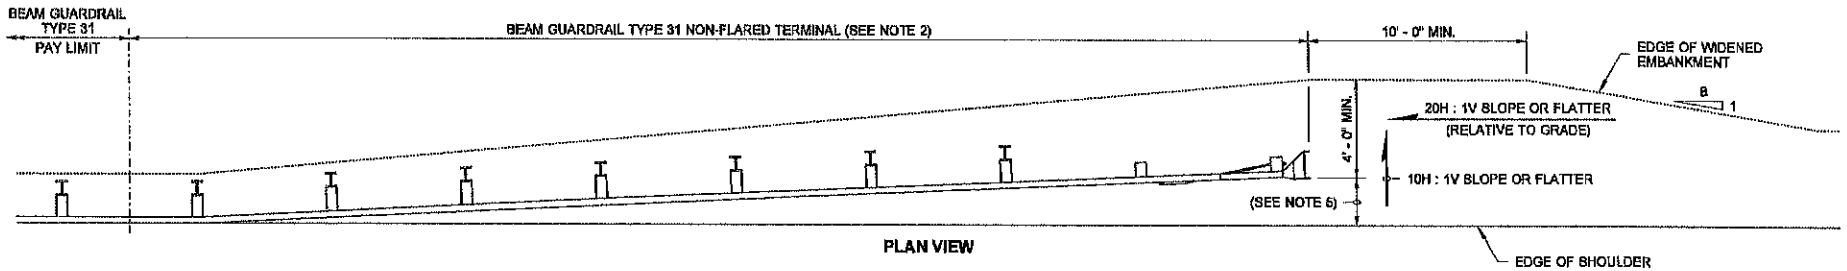 BEAM GUARDRAIL
TYPE 31
PAY LIMIT
BEAM GUARDRAIL TYPE 31 NON-FLARED TERMINAL (SEE NOTE 2)
10' - 0" MIN.
EDGE OF WIDENED
EMBANKMENT
8
1
4' - 0" MIN.
20H : 1V SLOPE OR FLATTER
(RELATIVE TO GRADE)
10H : 1V SLOPE OR FLATTER
(SEE NOTE 5)
PLAN VIEW
EDGE OF SHOULDER